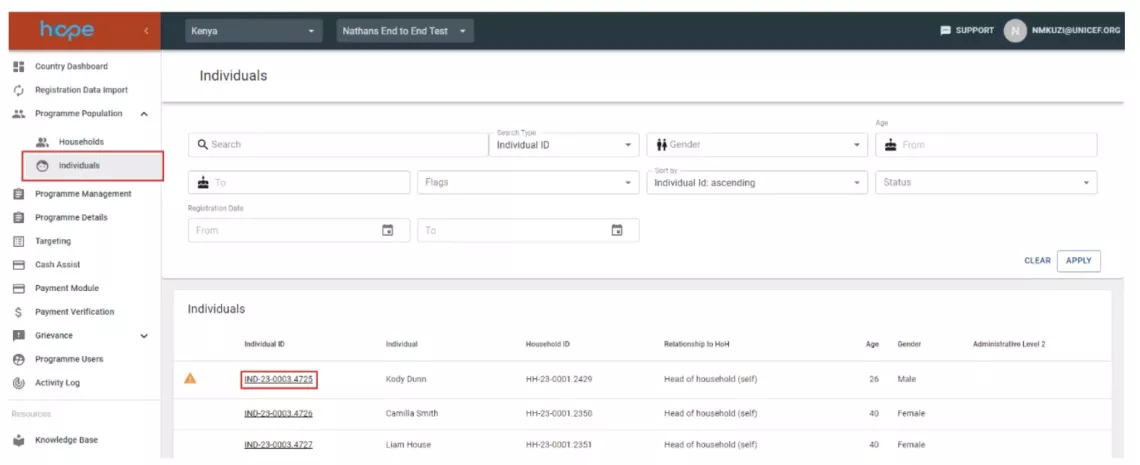 hope
Kenya
Nathans End to End Test
SUPPORT
N
NMKUZI@UNICEF.ORG
Country Dashboard
Registration Data Import
Programme Population
Households
Individuals
Programme Management
Programme Details
Targeting
Cash Assist
Payment Module
Payment Verification
Grievance
Programme Users
Activity Log
Resources
Knowledge Base
Individuals
Search
Search Type
Individual ID
Gender
Age
From
To
Flags
Sort by
Individual Id: ascending
Status
Registration Date
From
To
CLEAR
APPLY
Individuals
Individual ID Individual Household ID Relationship to HoH Age Gender Administrative Level 2
IND-23-0003.4725 Kody Dunn HH-23-0001.2429 Head of household (self) 26 Male
IND-23-0003.4726 Camilla Smith HH-23-0001.2350 Head of household (self) 40 Female
IND-23-0003.4727 Liam House HH-23-0001.2351 Head of household (self) 40 Female